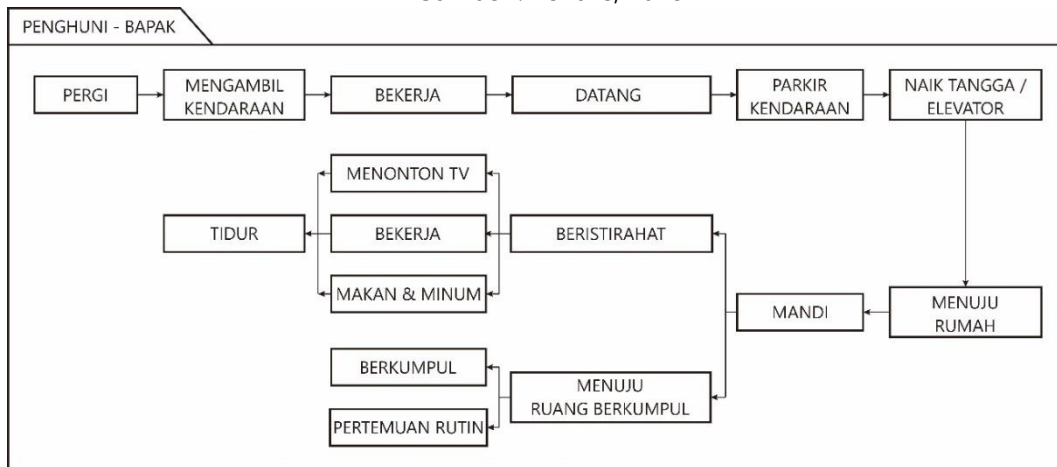 PENGHUNI - BAPAK
PERGI
MENGAMBIL
KENDARAAN
BEKERJA
DATANG
PARKIR
KENDARAAN
NAIK TANGGA /
ELEVATOR
MENONTON TV
TIDUR
BEKERJA
BERISTIRAHAT
MAKAN & MINUM
MANDI
MENUJU
RUMAH
BERKUMPUL
MENUJU
RUANG BERKUMPUL
PERTEMUAN RUTIN